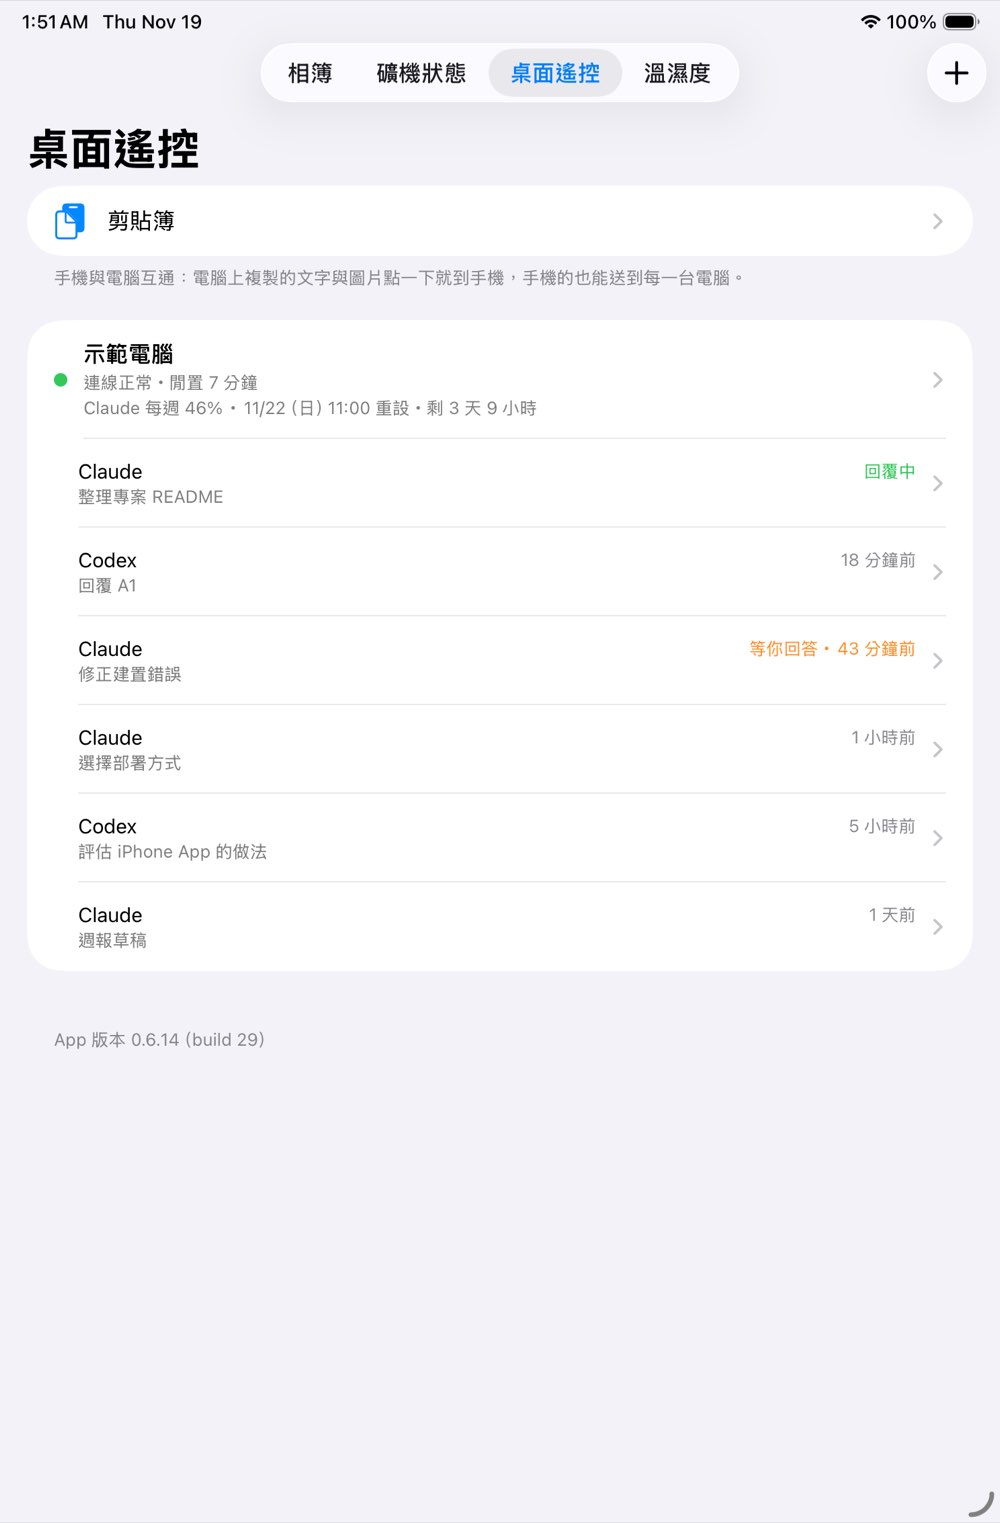 1:51 AM Thu Nov 19
100%
相簿
礦機狀態
桌面遙控
溫濕度
桌面遙控
剪貼簿
手機與電腦互通：電腦上複製的文字與圖片點一下就到手機，手機的也能送到每一台電腦。
示範電腦
連線正常・閒置 7 分鐘
Claude 每週 46%・11/22 (日) 11:00 重設・剩 3 天 9 小時
Claude
回覆中
整理專案 README
Codex
18 分鐘前
回覆 A1
Claude
等你回答・43 分鐘前
修正建置錯誤
Claude
1 小時前
選擇部署方式
Codex
5 小時前
評估 iPhone App 的做法
Claude
1 天前
週報草稿
App 版本 0.6.14 (build 29)